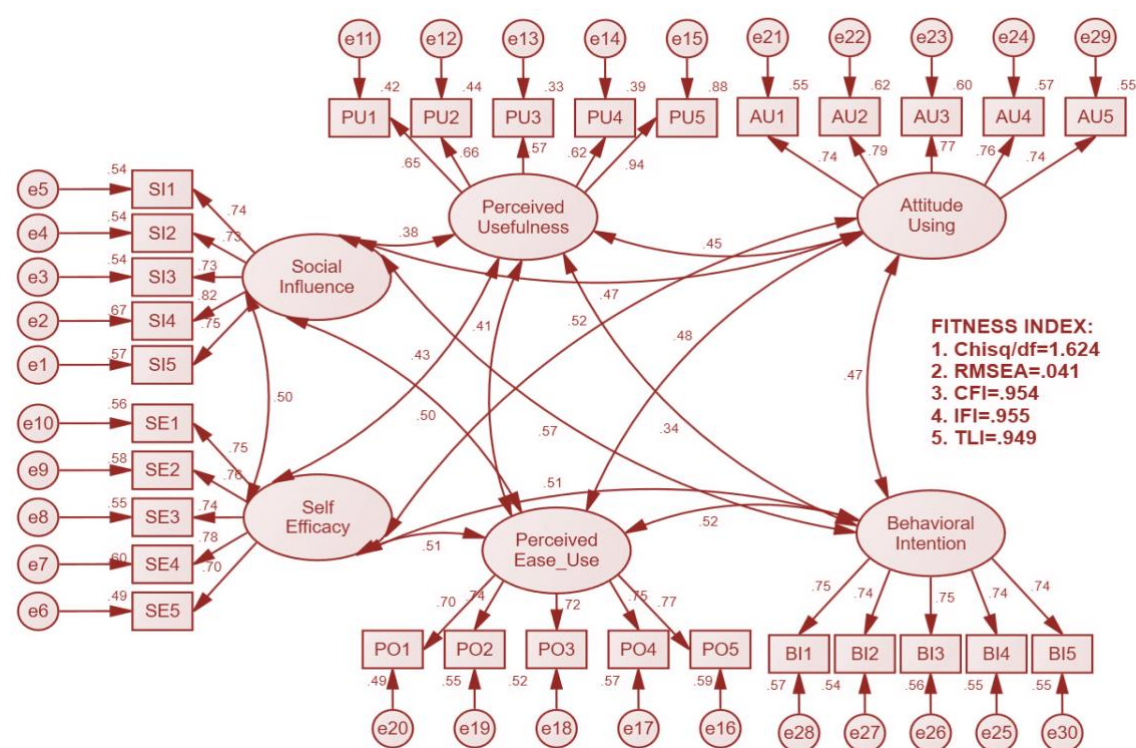 e11 e12 e13 e14 e15 e21 e22 e23 e24 e29
.42 .44 .33 .39 .88 .55 .62 .60 .57 .55
PU1 PU2 PU3 PU4 PU5 AU1 AU2 AU3 AU4 AU5
.65 .66 .57 .62 .94 .74 .79 .77 .76 .74
e5 .54 SI1 .74
e4 .54 SI2 .73
e3 .54 SI3 .73
e2 .67 SI4 .82
e1 .57 SI5 .75
Perceived
Usefulness
Attitude
Using
Social
Influence
.38 .45
.47
.52
.41 .48
.43
.50 .50
.57 .34
.47
FITNESS INDEX:
1. Chisq/df=1.624
2. RMSEA=.041
3. CFI=.954
4. IFI=.955
5. TLI=.949
e10 .56 SE1 .75
e9 .58 SE2 .76
e8 .55 SE3 .74
e7 .60 SE4 .78
e6 .49 SE5 .70
Self
Efficacy
.51
.51 .52
Perceived
Ease_Use
Behavioral
Intention
.70 .74 .72 .75 .77 .75 .74 .75 .74 .74
PO1 PO2 PO3 PO4 PO5 BI1 BI2 BI3 BI4 BI5
.49 .55 .52 .57 .59 .57 .54 .56 .55 .55
e20 e19 e18 e17 e16 e28 e27 e26 e25 e30